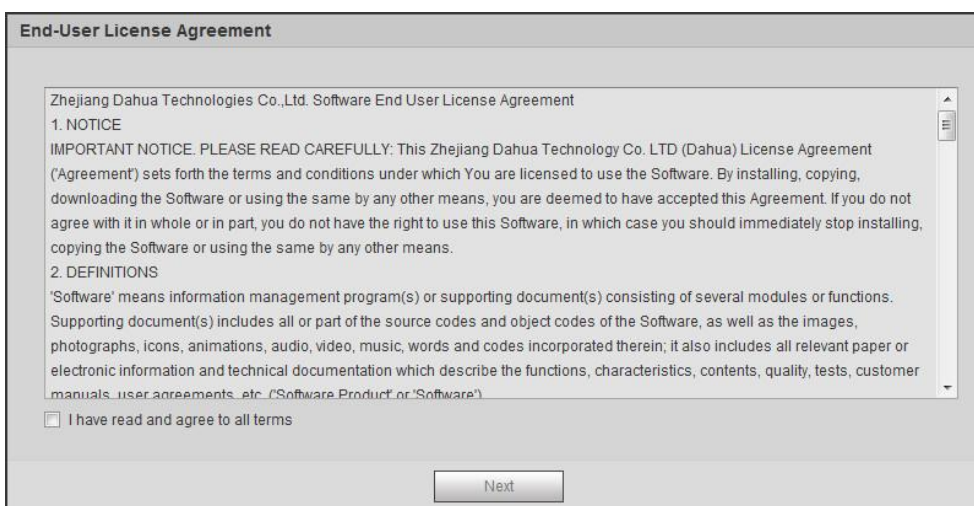 End-User License Agreement
Zhejiang Dahua Technologies Co.,Ltd. Software End User License Agreement
1. NOTICE
IMPORTANT NOTICE. PLEASE READ CAREFULLY: This Zhejiang Dahua Technology Co. LTD (Dahua) License Agreement
('Agreement') sets forth the terms and conditions under which You are licensed to use the Software. By installing, copying,
downloading the Software or using the same by any other means, you are deemed to have accepted this Agreement. If you do not
agree with it in whole or in part, you do not have the right to use this Software, in which case you should immediately stop installing,
copying the Software or using the same by any other means.
2. DEFINITIONS
'Software' means information management program(s) or supporting document(s) consisting of several modules or functions.
Supporting document(s) includes all or part of the source codes and object codes of the Software, as well as the images,
photographs, icons, animations, audio, video, music, words and codes incorporated therein; it also includes all relevant paper or
electronic information and technical documentation which describe the functions, characteristics, contents, quality, tests, customer
manuals, user agreements, etc. ('Software Product' or 'Software')
I have read and agree to all terms
Next